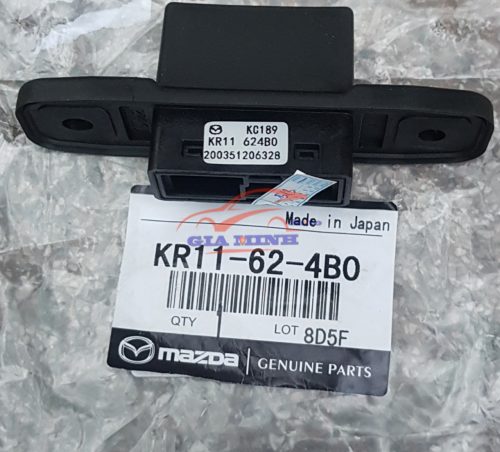 KC189
KR11 624B0
200351206328
Made in Japan
GIA MINH
KR11-62-4B0
QTY
LOT 8D5F
mazda GENUINE PARTS